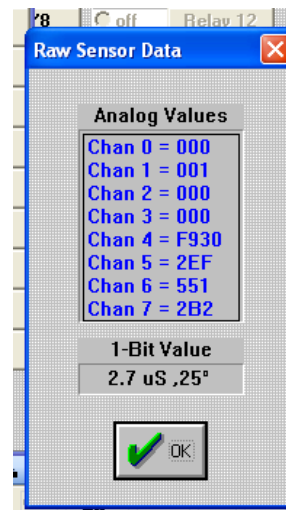 '8 off Relay 12
Raw Sensor Data
Analog Values
Chan 0 = 000
Chan 1 = 001
Chan 2 = 000
Chan 3 = 000
Chan 4 = F930
Chan 5 = 2EF
Chan 6 = 551
Chan 7 = 2B2
1-Bit Value
2.7 uS ,25°
OK